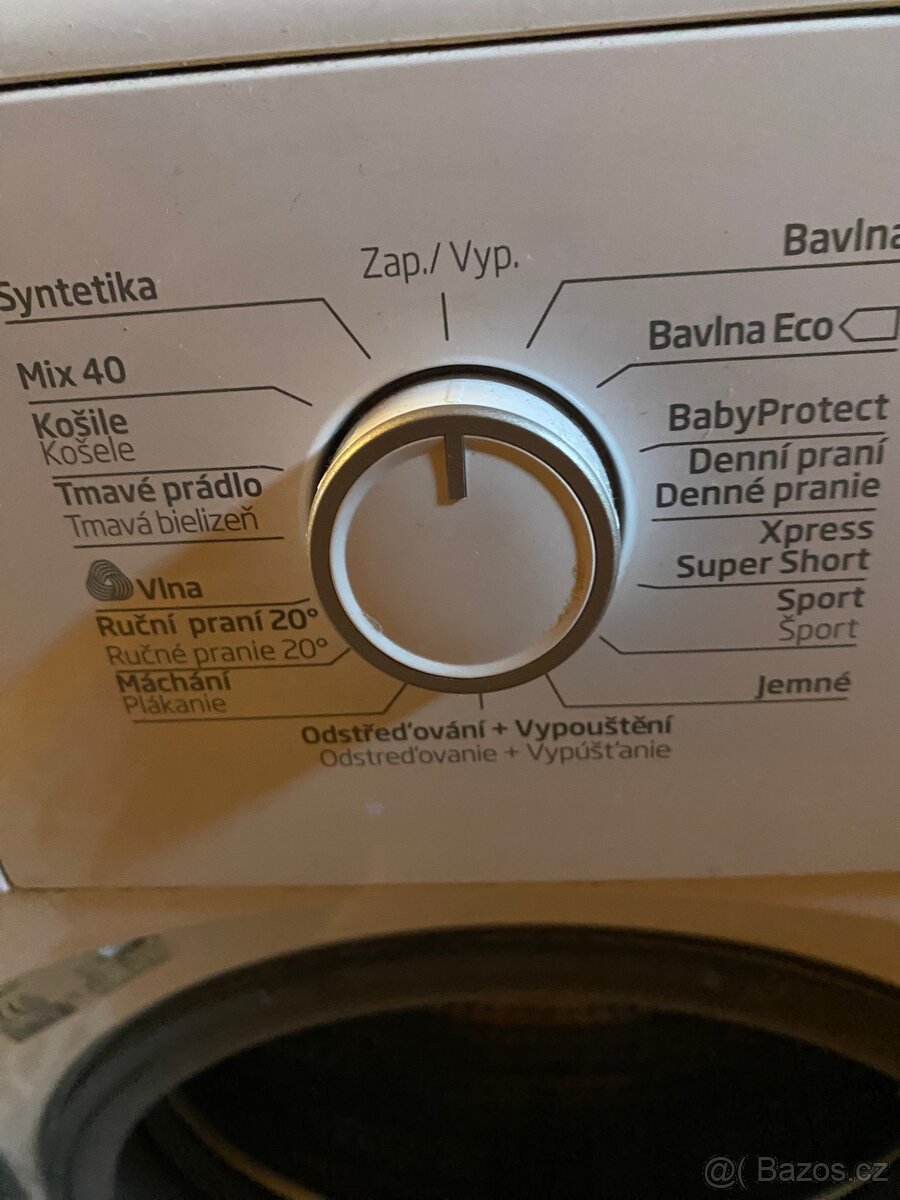 Zap./ Vyp.
Syntetika
Mix 40
Košile
Košele
Tmavé prádlo
Tmavá bielizeň
Vlna
Ruční praní 20°
Ručné pranie 20°
Máchání
Plákanie
Odstřeďování + Vypouštění
Odstreďovanie + Vypúšťanie
Bavlna
Bavlna Eco
BabyProtect
Denní praní
Denné pranie
Xpress
Super Short
Sport
Šport
Jemné
@( Bazos.cz